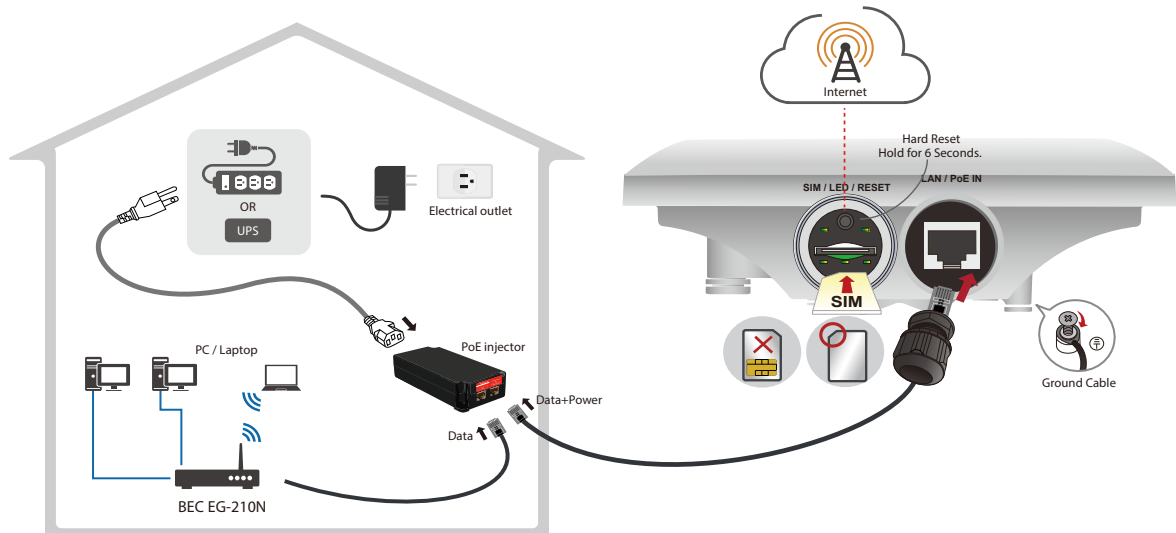 Internet
Hard Reset
Hold for 6 Seconds.
SIM / LED / RESET
LAN / PoE IN
OR
UPS
Electrical outlet
SIM
PC / Laptop
PoE injector
Data+Power
Data
Ground Cable
BEC EG-210N